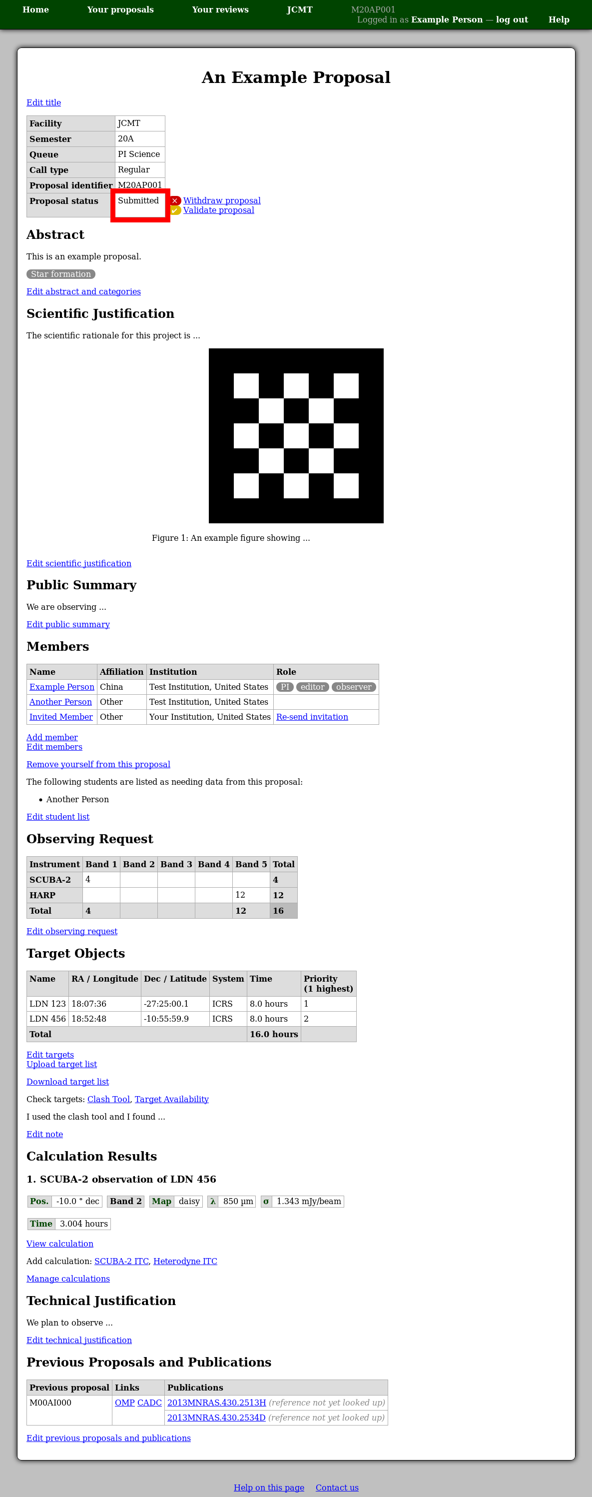 Home Your proposals Your reviews JCMT M20AP001
Logged in as Example Person — log out Help
An Example Proposal
Edit title
Facility JCMT
Semester 20A
Queue PI Science
Call type Regular
Proposal identifier M20AP001
Proposal status Submitted ✕ Withdraw proposal
✔ Validate proposal
Abstract
This is an example proposal.
Star formation
Edit abstract and categories
Scientific Justification
The scientific rationale for this project is ...
Figure 1: An example figure showing ...
Edit scientific justification
Public Summary
We are observing ...
Edit public summary
Members
Name Affiliation Institution Role
Example Person China Test Institution, United States PI editor observer
Another Person Other Test Institution, United States
Invited Member Other Your Institution, United States Re-send invitation
Add member
Edit members
Remove yourself from this proposal
The following students are listed as needing data from this proposal:
• Another Person
Edit student list
Observing Request
Instrument Band 1 Band 2 Band 3 Band 4 Band 5 Total
SCUBA-2 4 4
HARP 12 12
Total 4 12 16
Edit observing request
Target Objects
Name RA / Longitude Dec / Latitude System Time Priority
(1 highest)
LDN 123 18:07:36 -27:25:00.1 ICRS 8.0 hours 1
LDN 456 18:52:48 -10:55:59.9 ICRS 8.0 hours 2
Total 16.0 hours
Edit targets
Upload target list
Download target list
Check targets: Clash Tool, Target Availability
I used the clash tool and I found ...
Edit note
Calculation Results
1. SCUBA-2 observation of LDN 456
Pos. -10.0 ° dec Band 2 Map daisy λ 850 µm σ 1.343 mJy/beam
Time 3.004 hours
View calculation
Add calculation: SCUBA-2 ITC, Heterodyne ITC
Manage calculations
Technical Justification
We plan to observe ...
Edit technical justification
Previous Proposals and Publications
Previous proposal Links Publications
M00AI000 OMP CADC 2013MNRAS.430.2513H (reference not yet looked up)
2013MNRAS.430.2534D (reference not yet looked up)
Edit previous proposals and publications
Help on this page Contact us